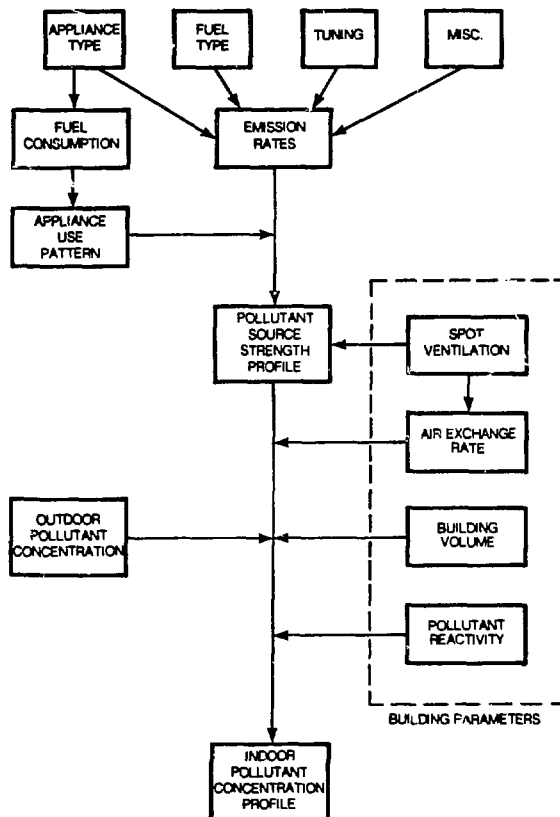 APPLIANCE
TYPE
FUEL
TYPE
TUNING
MISC.
FUEL
CONSUMPTION
EMISSION
RATES
APPLIANCE
USE
PATTERN
POLLUTANT
SOURCE
STRENGTH
PROFILE
SPOT
VENTILATION
AIR EXCHANGE
RATE
OUTDOOR
POLLUTANT
CONCENTRATION
BUILDING
VOLUME
POLLUTANT
REACTIVITY
BUILDING PARAMETERS
INDOOR
POLLUTANT
CONCENTRATION
PROFILE